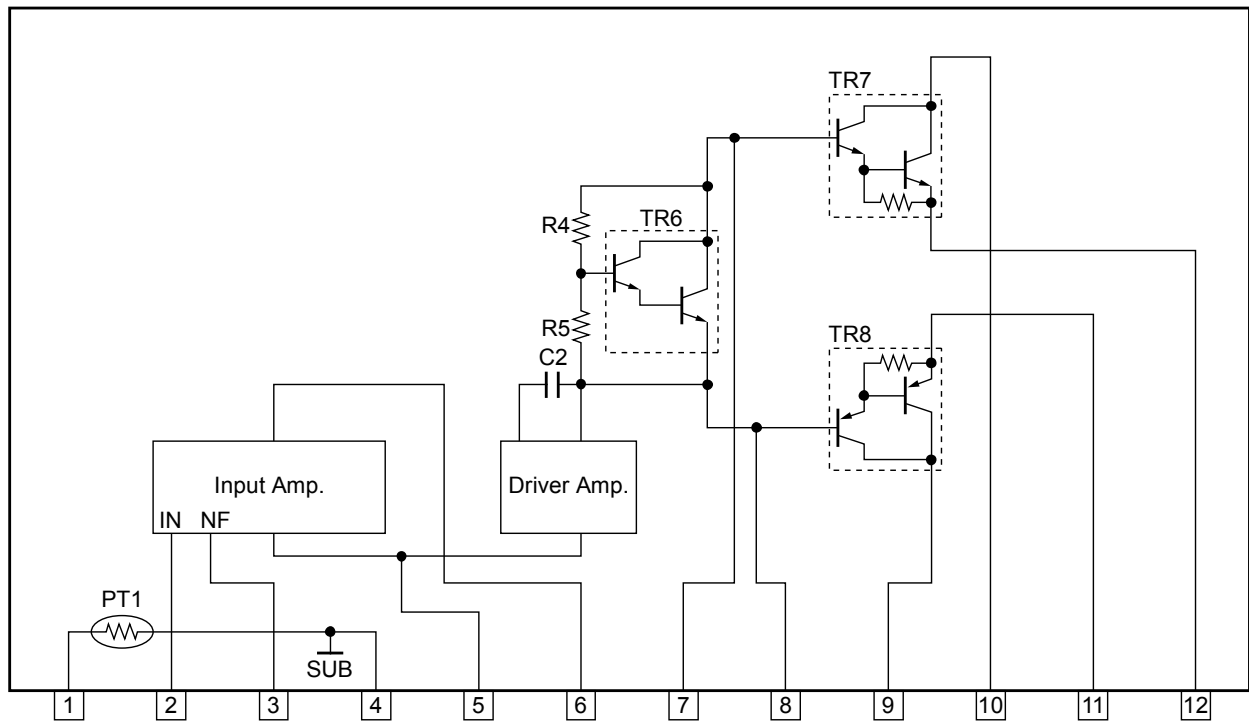 TR7
R4
TR6
R5
TR8
C2
Input Amp.
Driver Amp.
IN NF
PT1
SUB
1 2 3 4 5 6 7 8 9 10 11 12